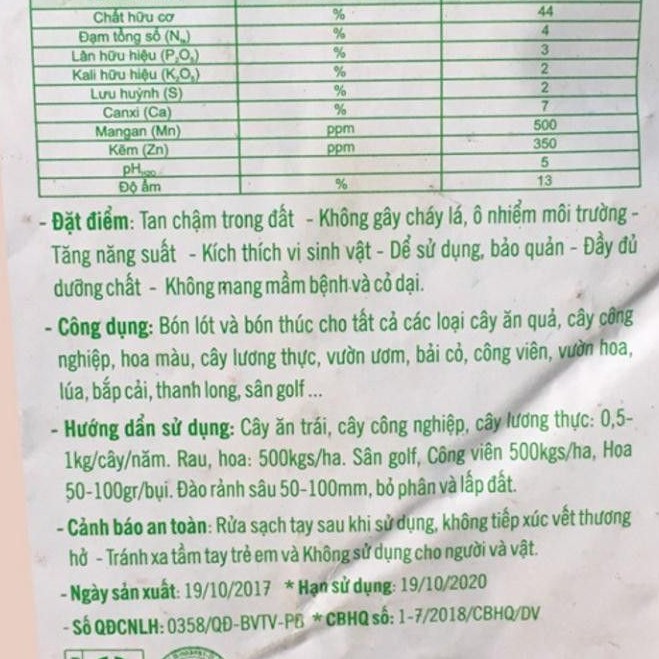 Chất hữu cơ % 44
Đạm tổng số (Nts) % 4
Lân hữu hiệu (P2O5) % 3
Kali hữu hiệu (K2O5) % 2
Lưu huỳnh (S) % 2
Canxi (Ca) % 7
Mangan (Mn) ppm 500
Kẽm (Zn) ppm 350
pHH2O 5
Độ ẩm % 13
- Đặt điểm: Tan chậm trong đất - Không gây cháy lá, ô nhiễm môi trường -
Tăng năng suất - Kích thích vi sinh vật - Dể sử dụng, bảo quản - Đầy đủ
dưỡng chất - Không mang mầm bệnh và cỏ dại.
- Công dụng: Bón lót và bón thúc cho tất cả các loại cây ăn quả, cây công
nghiệp, hoa màu, cây lương thực, vườn ươm, bải cỏ, công viên, vườn hoa,
lúa, bắp cải, thanh long, sân golf ...
- Hướng dẩn sử dụng: Cây ăn trái, cây công nghiệp, cây lương thực: 0,5-
1kg/cây/năm. Rau, hoa: 500kgs/ha. Sân golf, Công viên 500kgs/ha, Hoa
50-100gr/bụi. Đào rảnh sâu 50-100mm, bỏ phân và lấp đất.
- Cảnh báo an toàn: Rửa sạch tay sau khi sử dụng, không tiếp xúc vết thương
hở - Tránh xa tầm tay trẻ em và Không sử dụng cho người và vật.
- Ngày sản xuất: 19/10/2017 * Hạn sử dụng: 19/10/2020
- Số QĐCNLH: 0358/QĐ-BVTV-PB * CBHQ số: 1-7/2018/CBHQ/DV